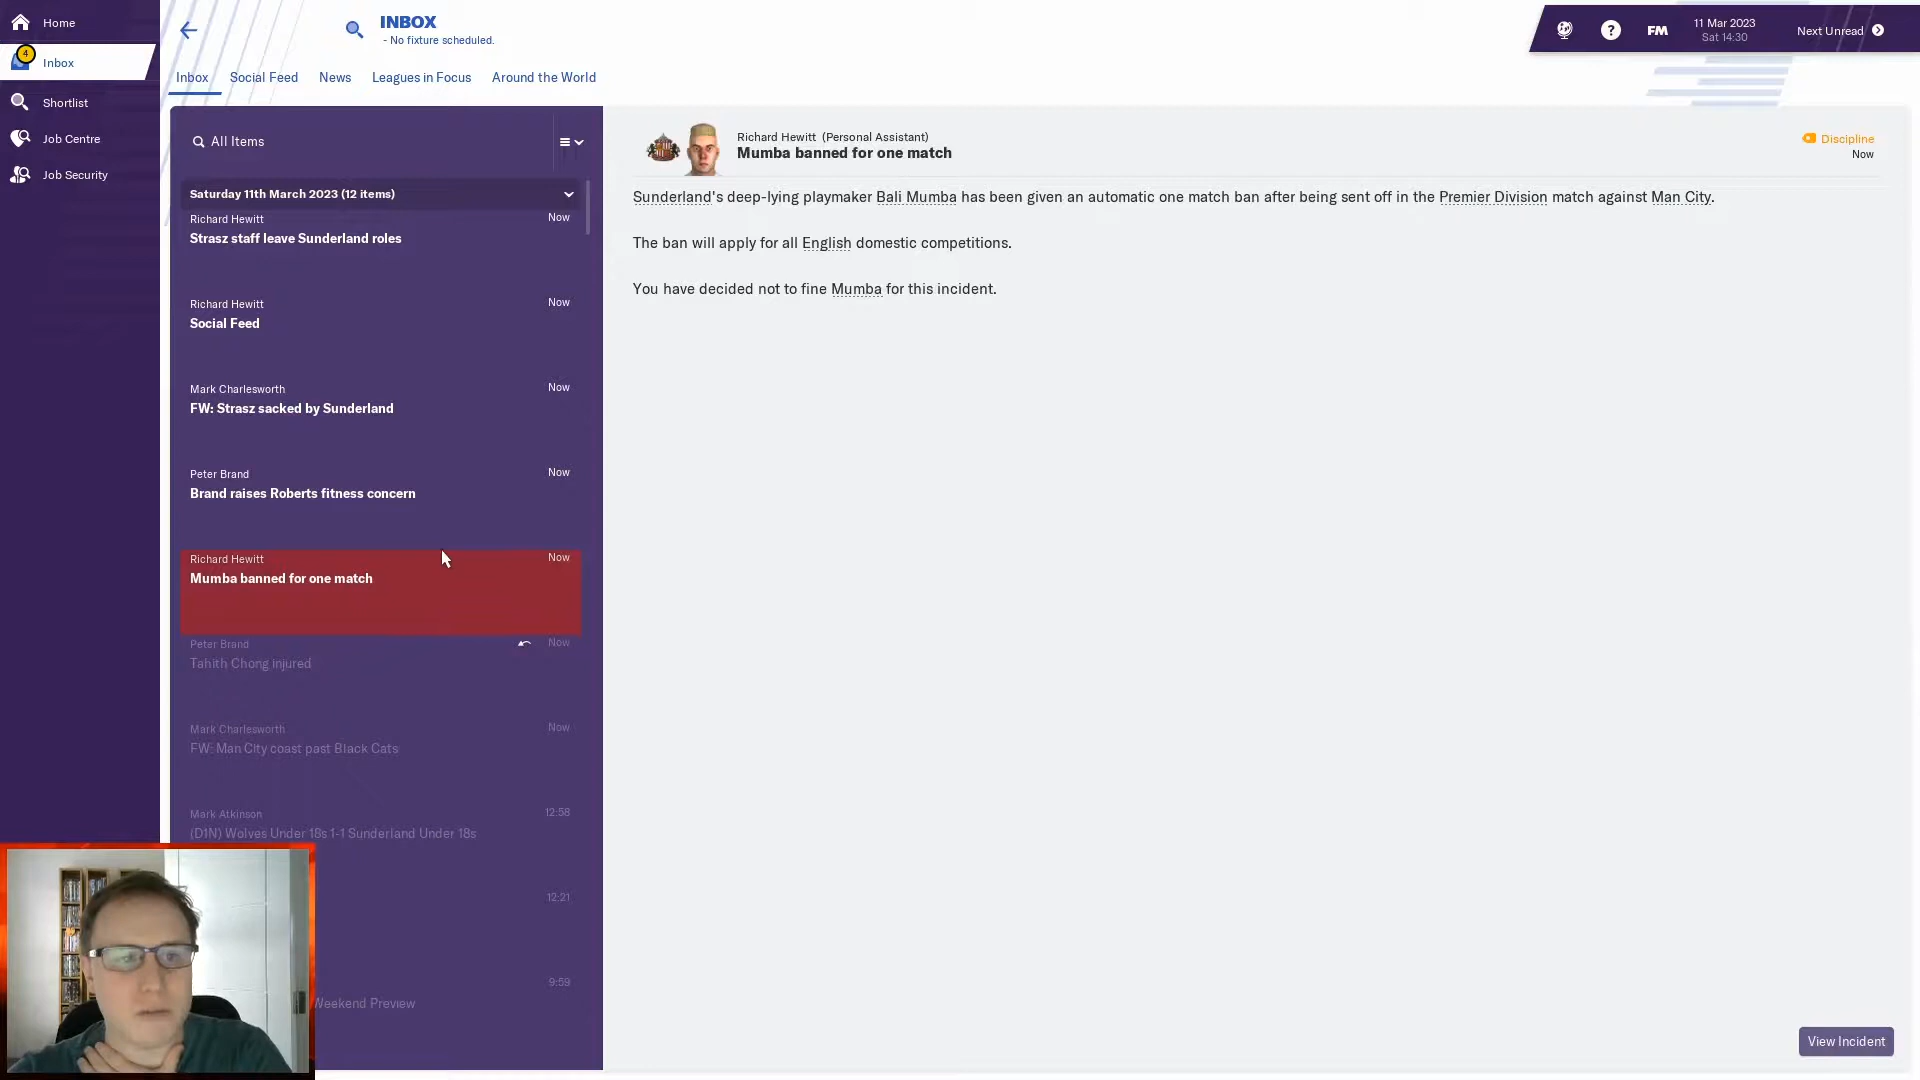 Home
4
Inbox
Shortlist
Job Centre
Job Security
INBOX
- No fixture scheduled.
FM
11 Mar 2023
Sat 14:30
Next Unread
Inbox
Social Feed
News
Leagues in Focus
Around the World
All Items
Saturday 11th March 2023 (12 items)
Richard Hewitt
Now
Strasz staff leave Sunderland roles
Richard Hewitt
Now
Social Feed
Mark Charlesworth
Now
FW: Strasz sacked by Sunderland
Peter Brand
Now
Brand raises Roberts fitness concern
Richard Hewitt
Now
Mumba banned for one match
Peter Brand
Now
Tahith Chong injured
Mark Charlesworth
Now
FW: Man City coast past Black Cats
Mark Atkinson
12:58
(D1N) Wolves Under 18s 1-1 Sunderland Under 18s
12:21
9:59
Weekend Preview
Richard Hewitt (Personal Assistant)
Mumba banned for one match
Discipline
Now
Sunderland's deep-lying playmaker Bali Mumba has been given an automatic one match ban after being sent off in the Premier Division match against Man City.
The ban will apply for all English domestic competitions.
You have decided not to fine Mumba for this incident.
View Incident